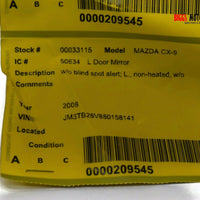 A B C
0000209545
Stock # 00033115 Model MAZDA CX-9
IC # 50634 L Door Mirror
Description w/o blind spot alert; L., non-heated, w/o
Comments
Year 2008
VIN# JM3TB28V880158141
Located
Condition
A B C
0000209545